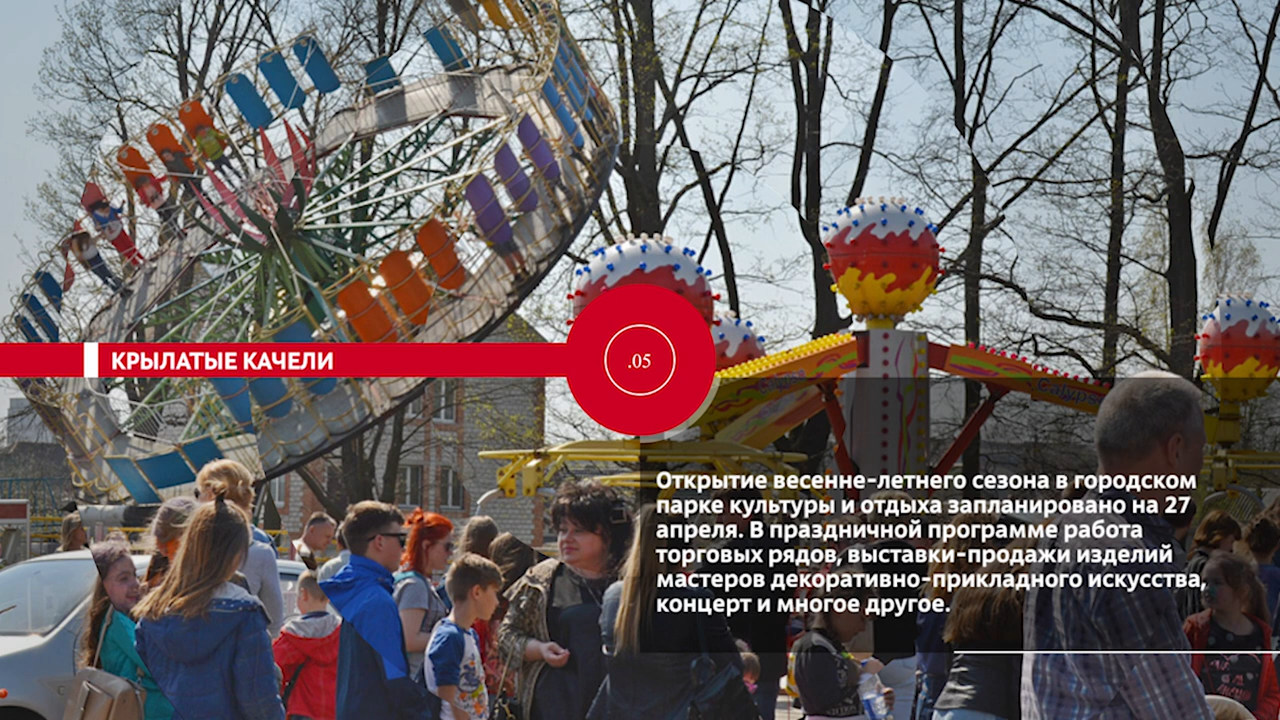 КРЫЛАТЫЕ КАЧЕЛИ
.05
Открытие весенне-летнего сезона в городском
парке культуры и отдыха запланировано на 27
апреля. В праздничной программе работа
торговых рядов, выставки-продажи изделий
мастеров декоративно-прикладного искусства,
концерт и многое другое.